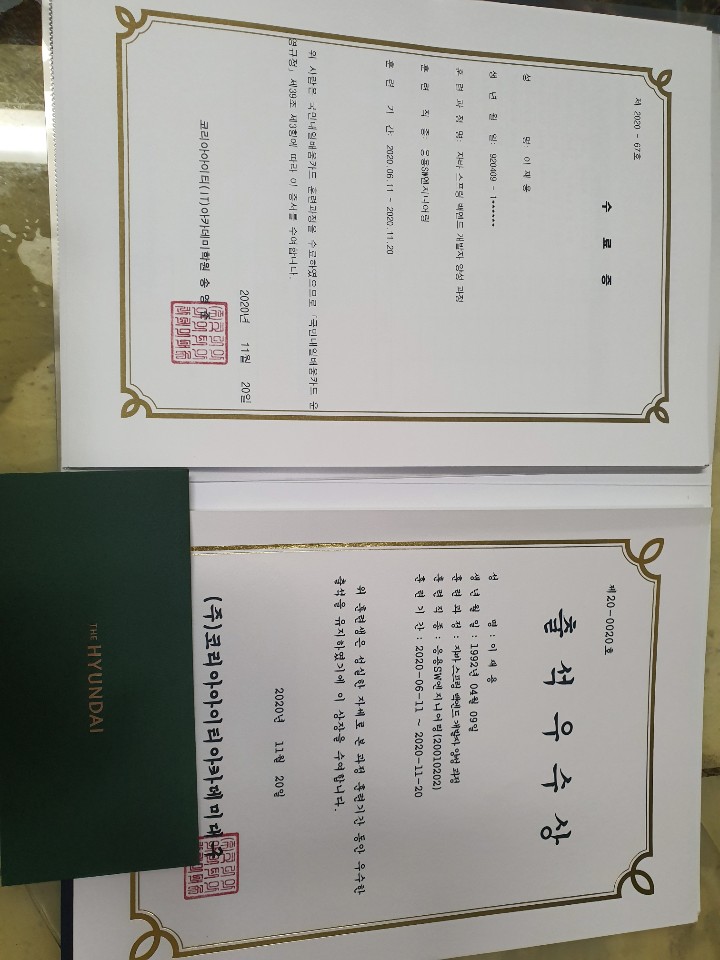 제 2020 - 67호
수 료 증
성 명: 이 재 용
생 년 월 일: 920409 - 1******
훈 련 과 정 명: 자바 스프링 백엔드 개발자 양성 과정
훈 련 직 종: 응용SW엔지니어링
훈 련 기 간: 2020.06.11 ~ 2020.11.20
위 사람은 국민내일배움카드 훈련과정을 수료하였으므로 「국민내일배움카드 운
영규정」 제39조 제3항에 따라 이 증서를 수여합니다.
2020년 11월 20일
코리아아이티(IT)아카데미학원 송
제20-0020호
출 석 우 수 상
성 명 : 이 재 용
생 년 월 일 : 1992년 04월 09일
훈 련 과 정 : 자바 스프링 백엔드 개발자 양성 과정
훈 련 직 종 : 응용SW엔지니어링(20010202)
훈 련 기 간 : 2020-06-11 ~ 2020-11-20
위 훈련생은 성실한 자세로 본 과정 훈련기간 동안 우수한
출석을 유지하였기에 이 상장을 수여합니다.
2020년 11월 20일
(주)코리아아이티아카데미대구
THE HYUNDAI